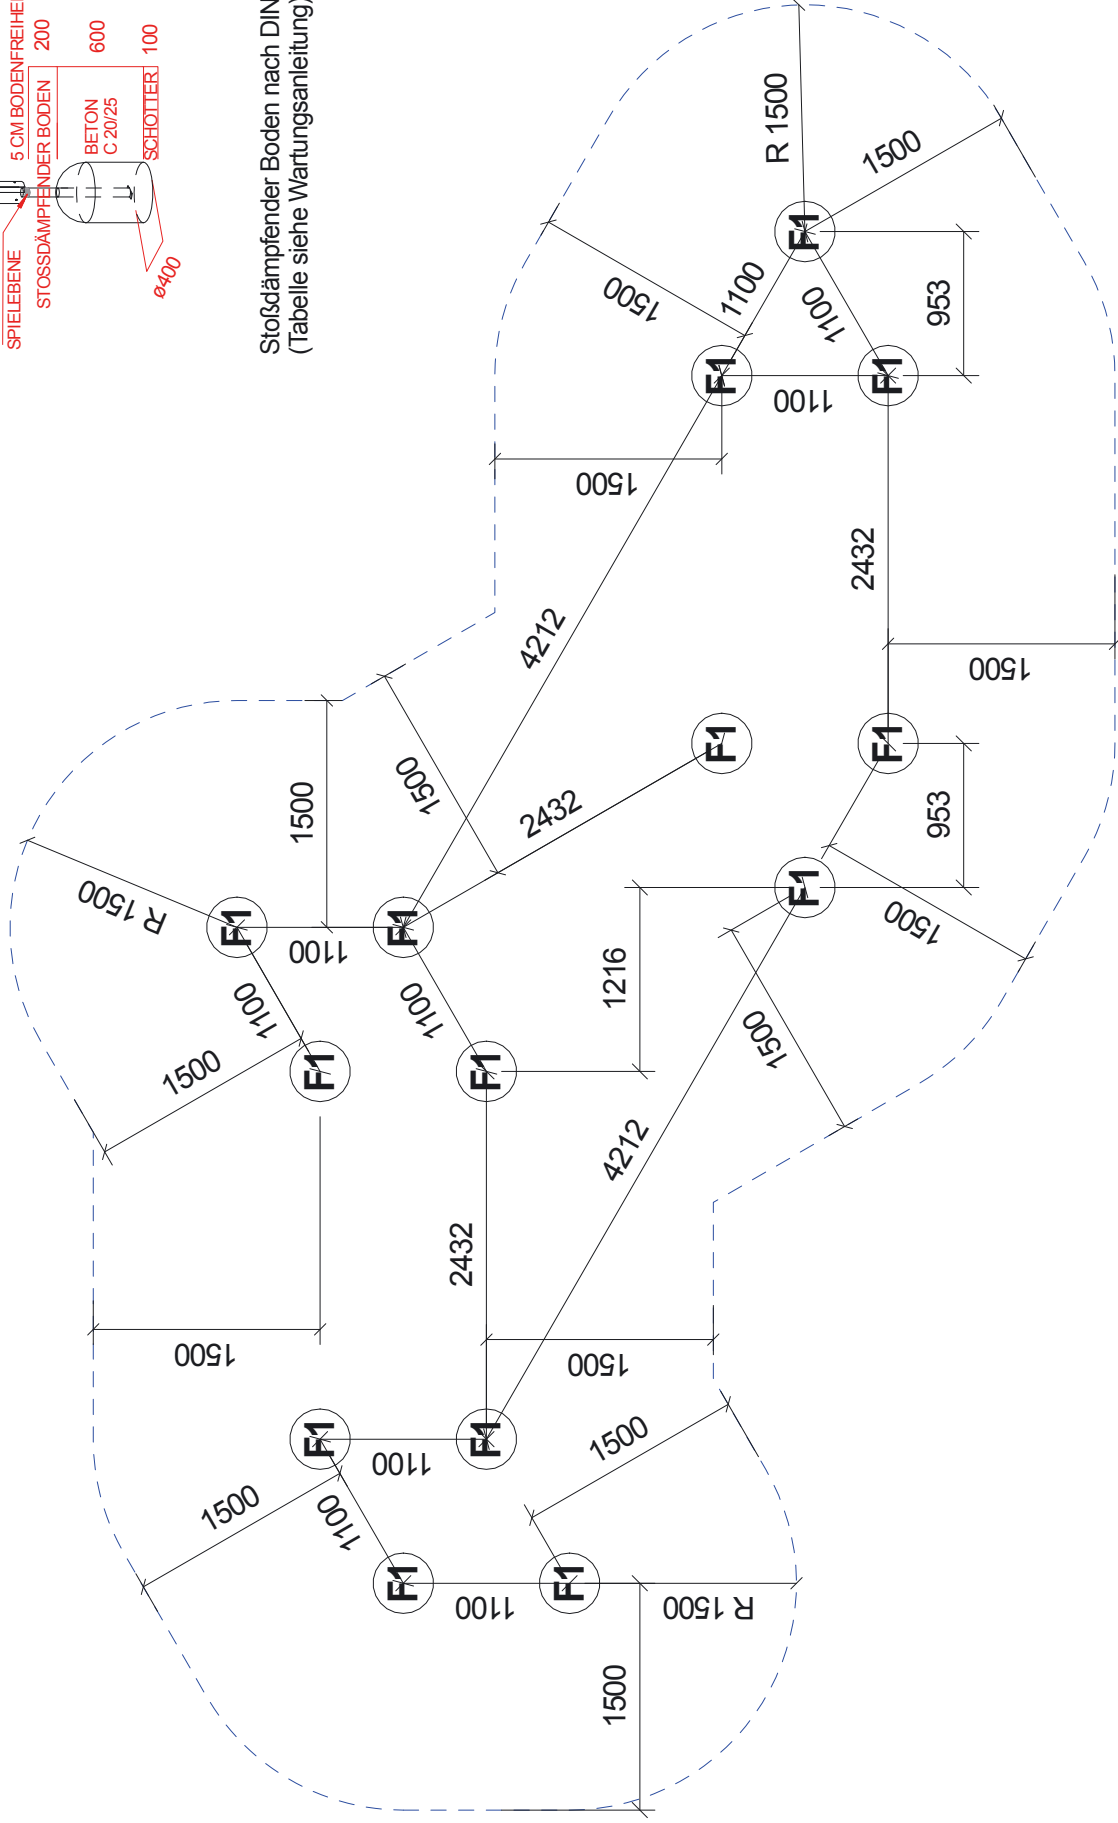 SPIELEBENE
5 CM BODENFREIHEI
STOSSDÄMPFENDER BODEN
200
BETON
C 20/25
600
SCHOTTER
100
ø400
Stoßdämpfender Boden nach DIN
(Tabelle siehe Wartungsanleitung)
R 1500
1500
1500
F1
1100
1100
953
F1
1100
F1
1500
4212
2432
1500
1500
1500
2432
F1
F1
953
R 1500
F1
1100
F1
1100
1100
F1
F1
1500
1216
F1
1500
1500
4212
2432
1500
1500
F1
1100
F1
1500
1100
1500
F1
1100
F1
R 1500
1500